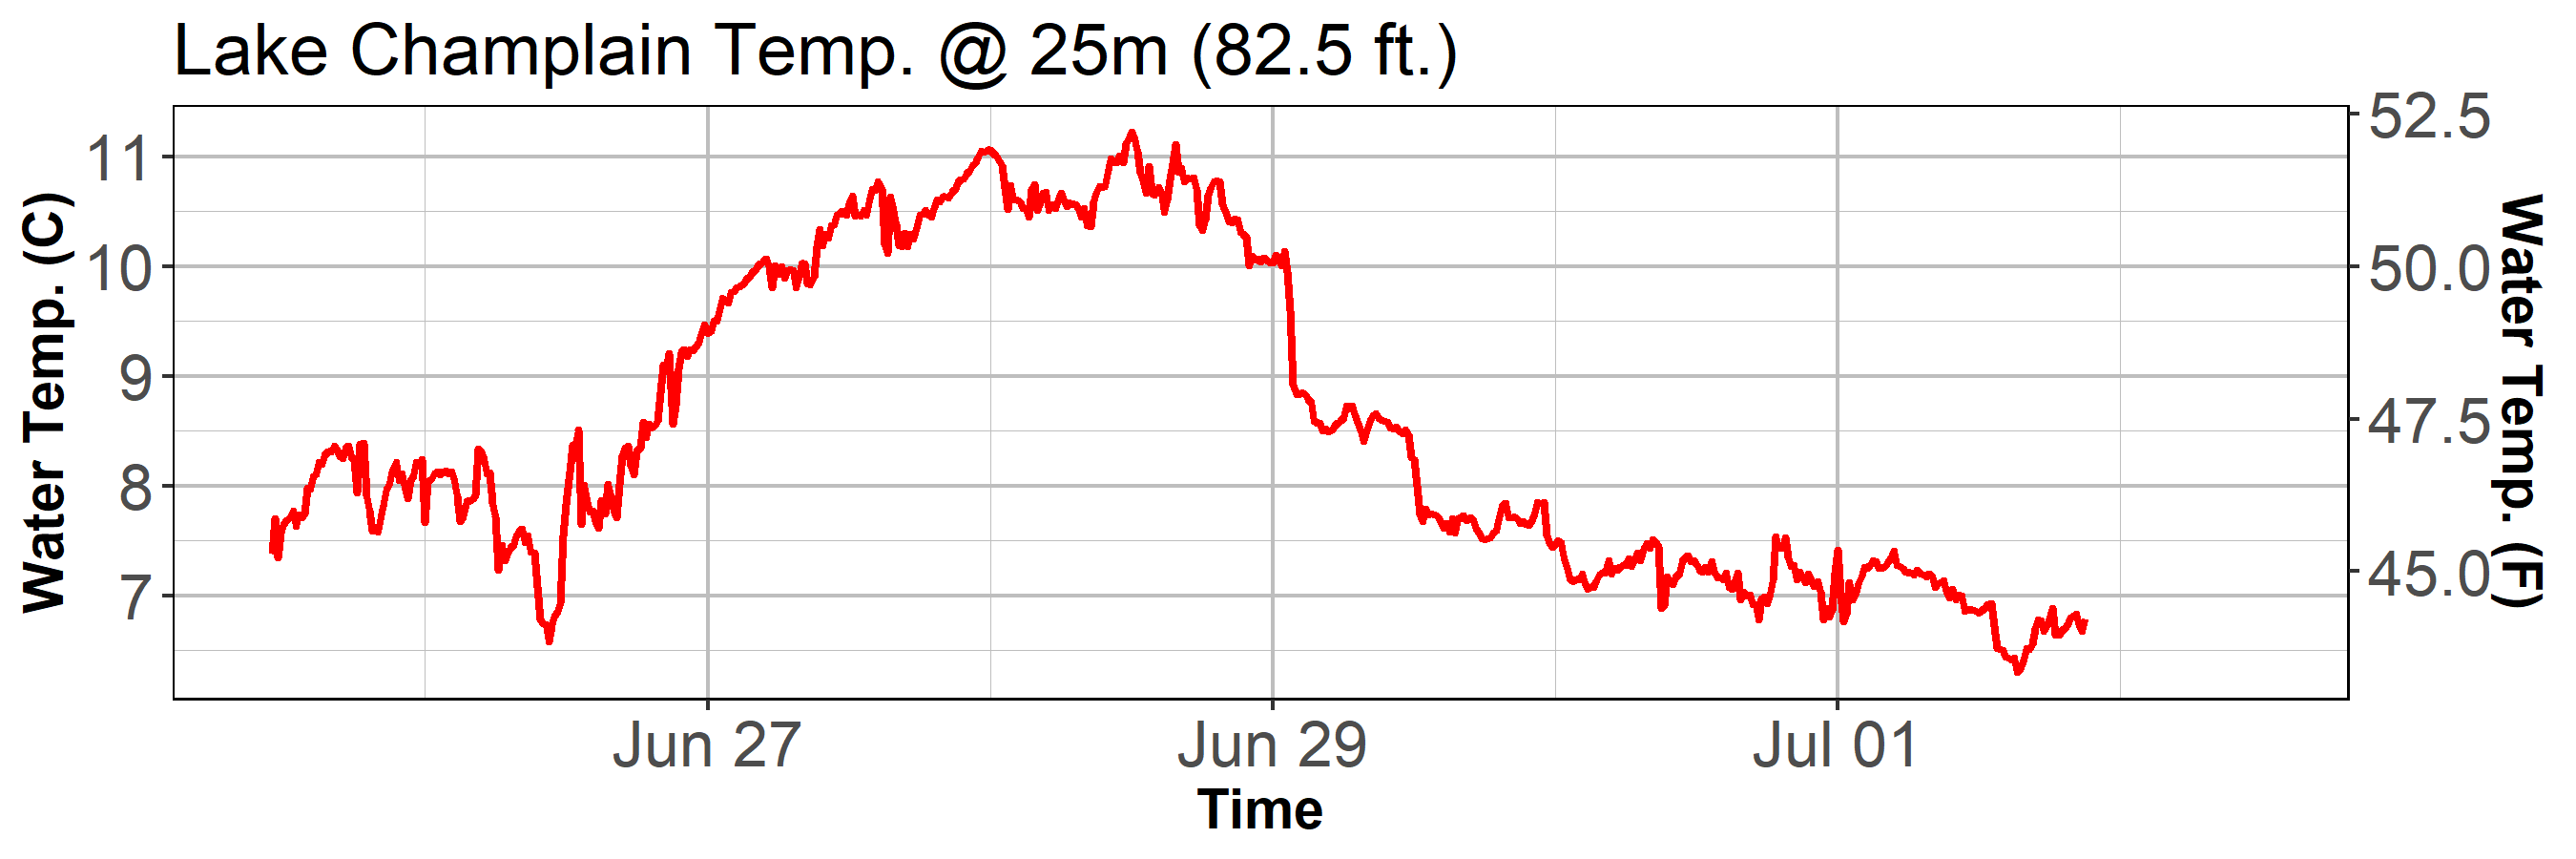 Lake Champlain Temp. @ 25m (82.5 ft.)
Water Temp. (C)
11
10
9
8
7
52.5
50.0
47.5
45.0
Water Temp. (F)
Jun 27
Jun 29
Jul 01
Time